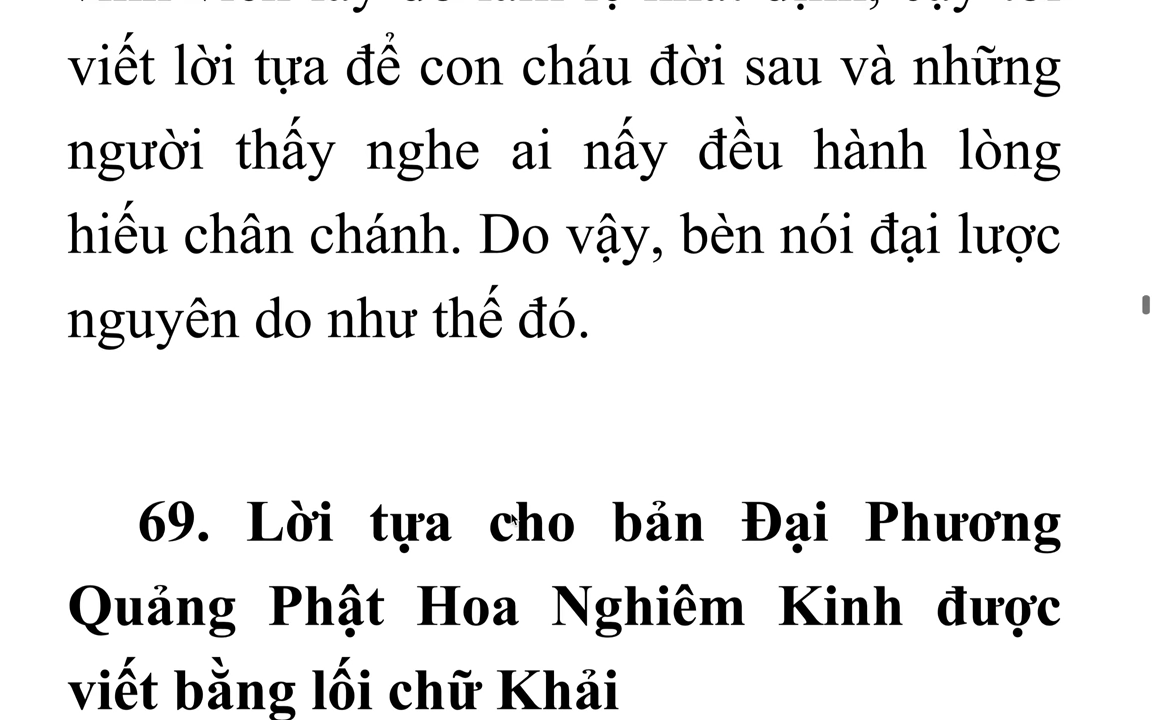 viết lời tựa để con cháu đời sau và những
người thấy nghe ai nấy đều hành lòng
hiếu chân chánh. Do vậy, bèn nói đại lược
nguyên do như thế đó.
69. Lời tựa cho bản Đại Phương
Quảng Phật Hoa Nghiêm Kinh được
viết bằng lối chữ Khải